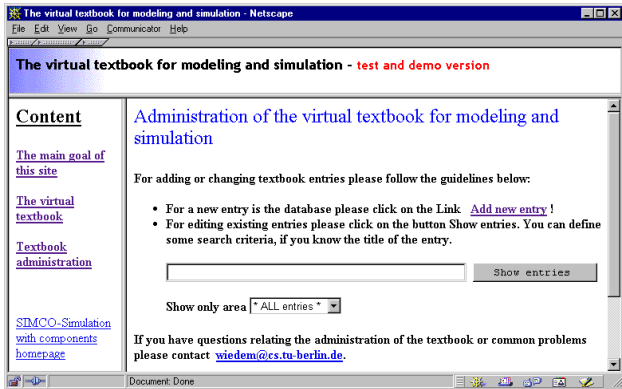 The virtual textbook for modeling and simulation - Netscape
File Edit View Go Communicator Help
The virtual textbook for modeling and simulation - test and demo version
Content
The main goal of
this site
The virtual
textbook
Textbook
administration
SIMCO-Simulation
with components
homepage
Administration of the virtual textbook for modeling and
simulation
For adding or changing textbook entries please follow the guidelines below:
• For a new entry is the database please click on the Link Add new entry !
• For editing existing entries please click on the button Show entries. You can define
some search criteria, if you know the title of the entry.
Show entries
Show only area * ALL entries *
If you have questions relating the administration of the textbook or common problems
please contact wiedem@cs.tu-berlin.de.
Document: Done